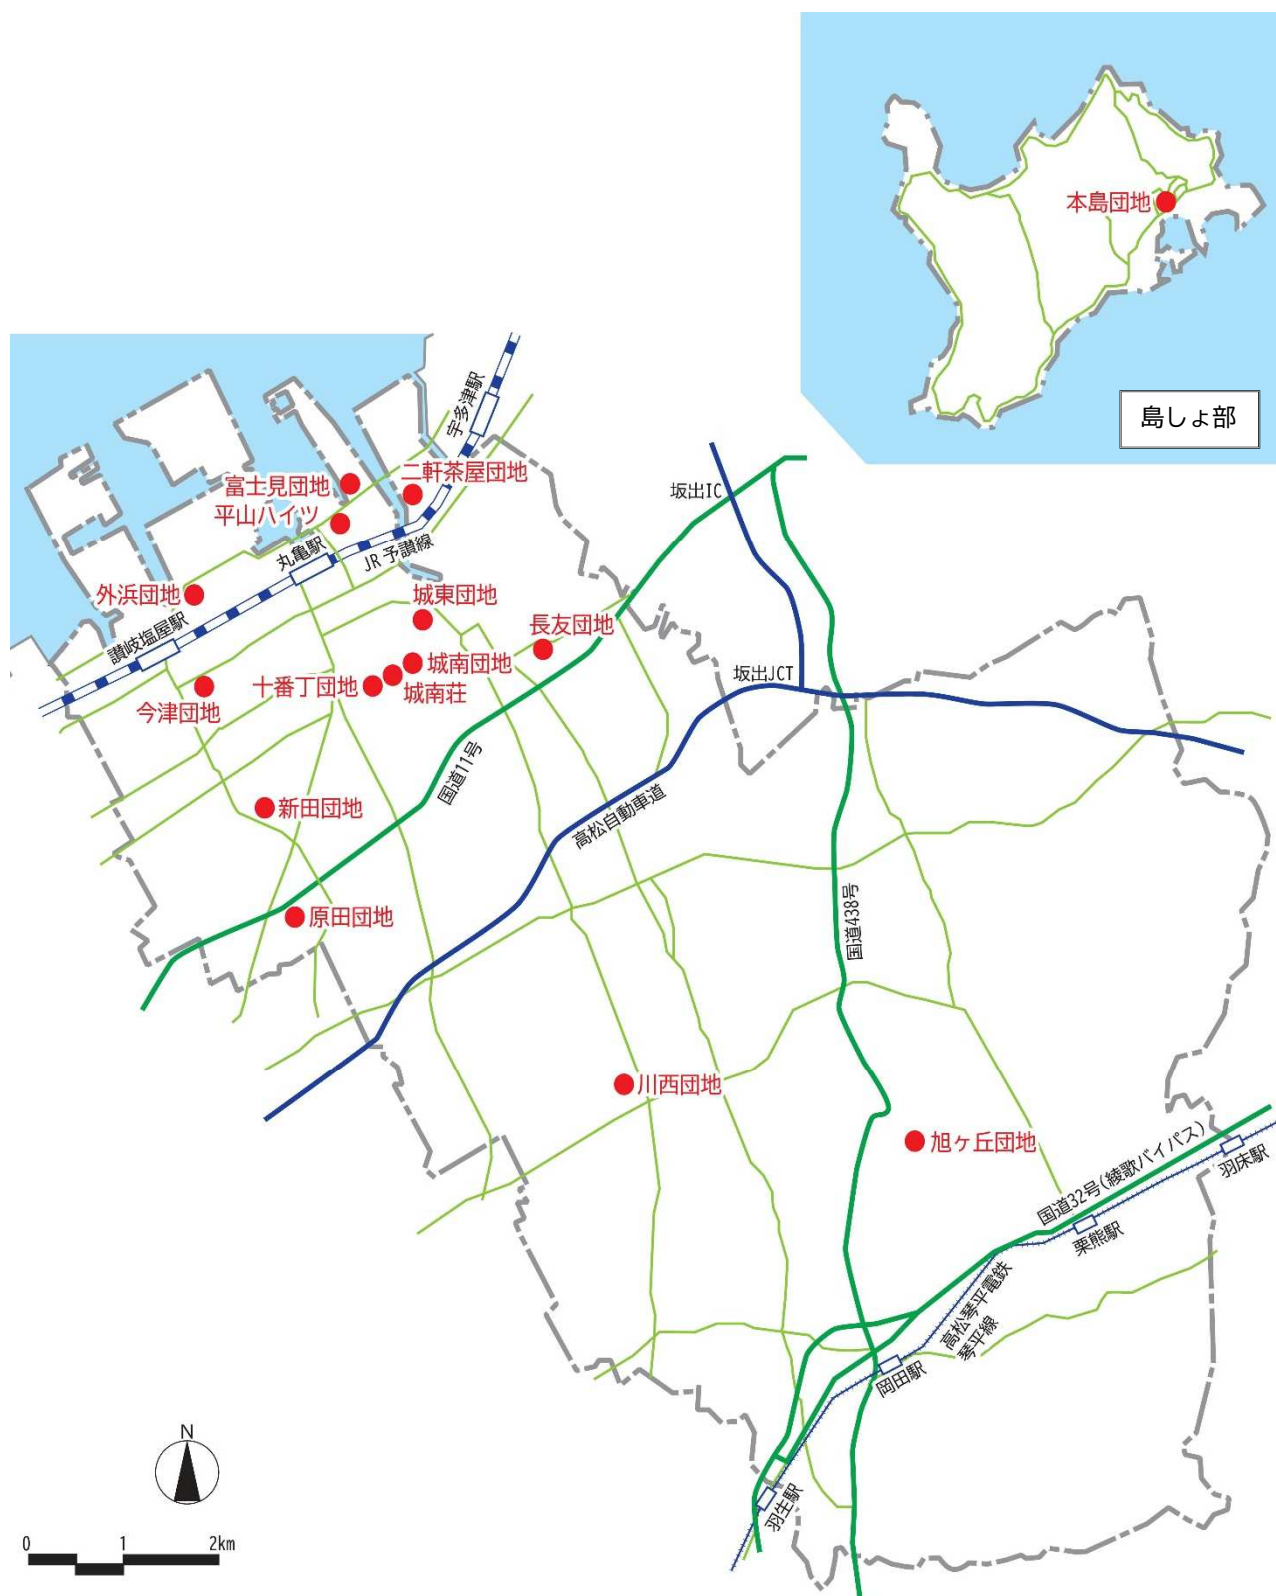 本島団地
島しょ部
宇多津駅
二軒茶屋団地
富士見団地
平山ハイツ
坂出IC
丸亀駅
JR 予讃線
外浜団地
城東団地
讃岐塩屋駅
長友団地
城南団地
十番丁団地
城南荘
坂出JCT
今津団地
国道11号
新田団地
高松自動車道
原田団地
国道438号
川西団地
旭ヶ丘団地
国道32号(綾歌バイパス)
羽床駅
栗熊駅
高松琴平電鉄
琴平線
岡田駅
羽生駅
N
0 1 2km